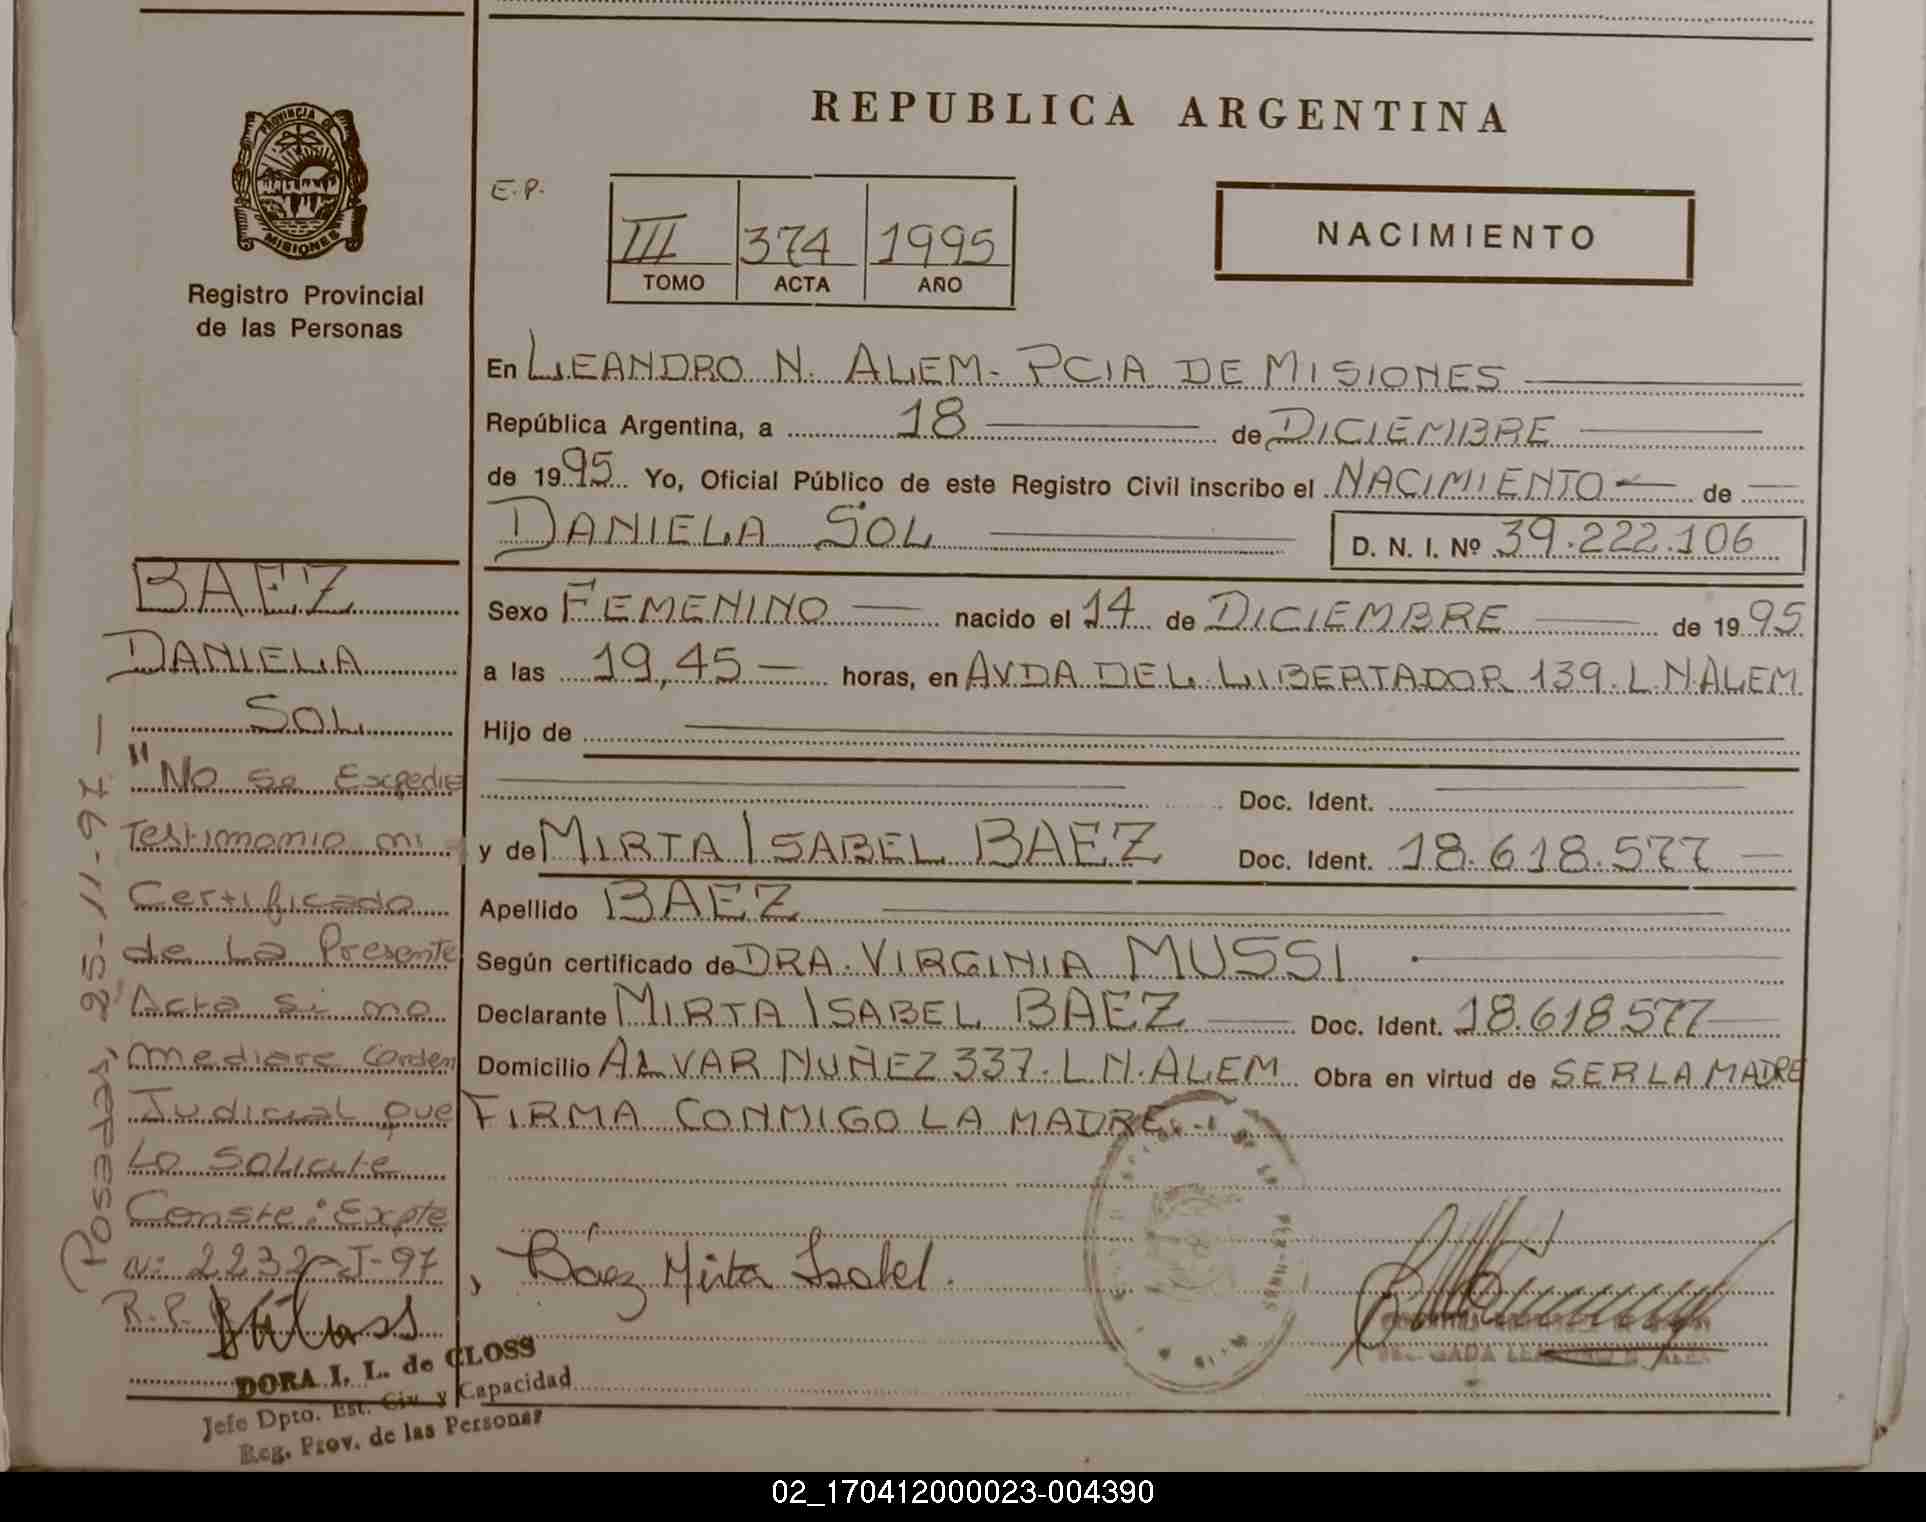 PROVINCIA DE
MISIONES
Registro Provincial
de las Personas
BAEZ
DANIELA
SOL
"No se Expedire
Testimonio ni
Certificado
de La Presente
Acta si no
mediare Orden
Judicial que
Lo Solicite
Conste: Expte
N: 2232-J-97
R.P.P.
Posadas, 25-11-97.-
DORA I. L. de CLOSS
Jefe Dpto. Est. Civ. y Capacidad
Reg. Prov. de las Personas
REPUBLICA ARGENTINA
E.P.
III 374 1995
TOMO ACTA AÑO
NACIMIENTO
En LEANDRO N. ALEM - PCIA DE MISIONES
República Argentina, a 18 de DICIEMBRE
de 1995 Yo, Oficial Público de este Registro Civil inscribo el NACIMIENTO de
DANIELA SOL D. N. I. Nº 39.222.106
Sexo FEMENINO nacido el 14 de DICIEMBRE de 1995
a las 19,45 horas, en AVDA DEL LIBERTADOR 139. L.N.ALEM
Hijo de
Doc. Ident.
y de MIRTA ISABEL BAEZ Doc. Ident. 18.618.577
Apellido BAEZ
Según certificado de DRA. VIRGINIA MUSSI
Declarante MIRTA ISABEL BAEZ Doc. Ident. 18.618577
Domicilio ALVAR NUÑEZ 337. L.N.ALEM Obra en virtud de SER LA MADRE
FIRMA CONMIGO LA MADRE.-
Báez Mirta Isabel.
02_170412000023-004390